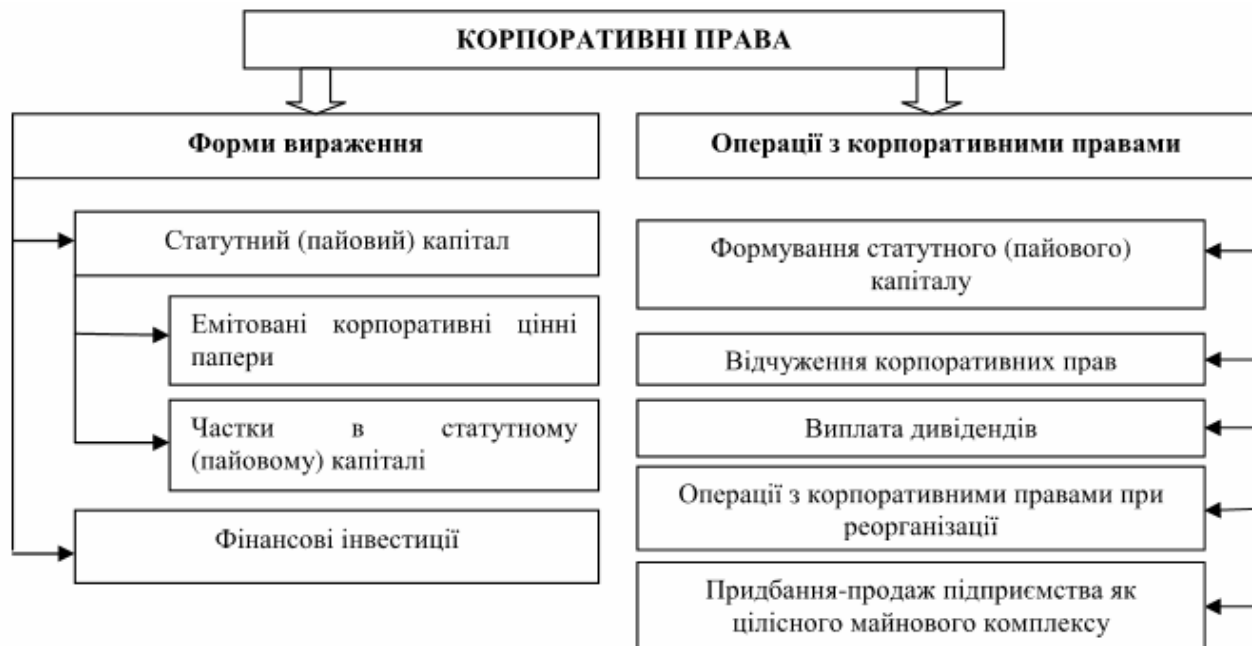 КОРПОРАТИВНІ ПРАВА
Форми вираження
Статутний (пайовий) капітал
Емітовані корпоративні цінні
папери
Частки в статутному
(пайовому) капіталі
Фінансові інвестиції
Операції з корпоративними правами
Формування статутного (пайового)
капіталу
Відчуження корпоративних прав
Виплата дивідендів
Операції з корпоративними правами при
реорганізації
Придбання-продаж підприємства як
цілісного майнового комплексу